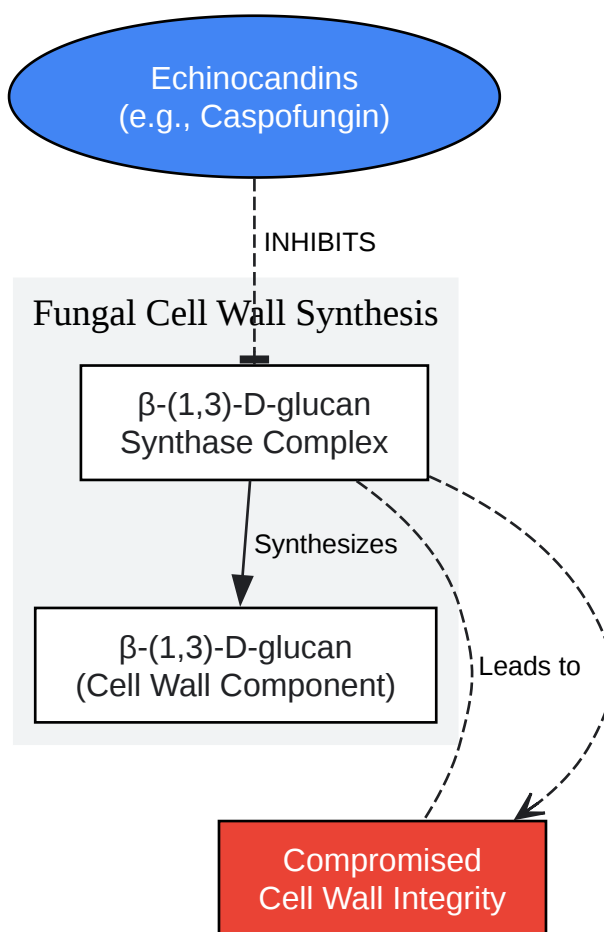 Echinocandins
(e.g., Caspofungin)
INHIBITS
Fungal Cell Wall Synthesis
β-(1,3)-D-glucan
Synthase Complex
Synthesizes
β-(1,3)-D-glucan
(Cell Wall Component)
Leads to
Compromised
Cell Wall Integrity